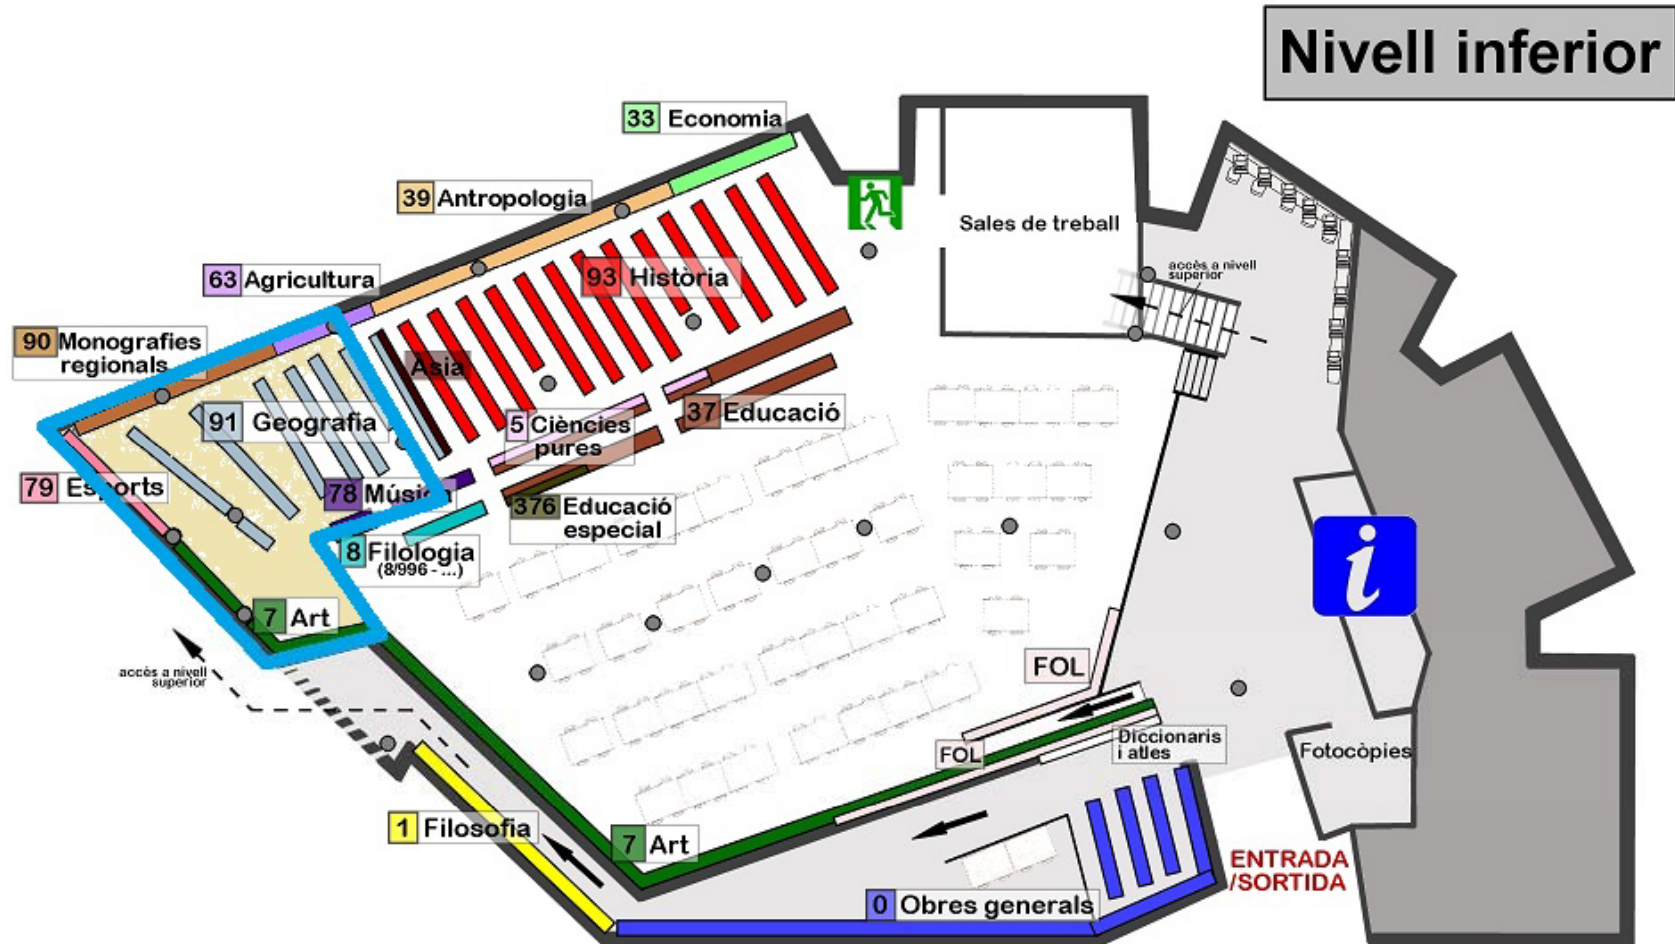 Nivell inferior
33 Economia
39 Antropologia
63 Agricultura
90 Monografies
regionals
93 Història
Asia
91 Geografia
5 Ciències
pures
37 Educació
79 Esports
78 Música
376 Educació
especial
8 Filologia
(8/996 - ...)
7 Art
accés a nivell
superior
Sales de treball
accès a nivell
superior
i
FOL
FOL
Diccionaris
i atles
Fotocòpies
1 Filosofia
7 Art
0 Obres generals
ENTRADA
/SORTIDA